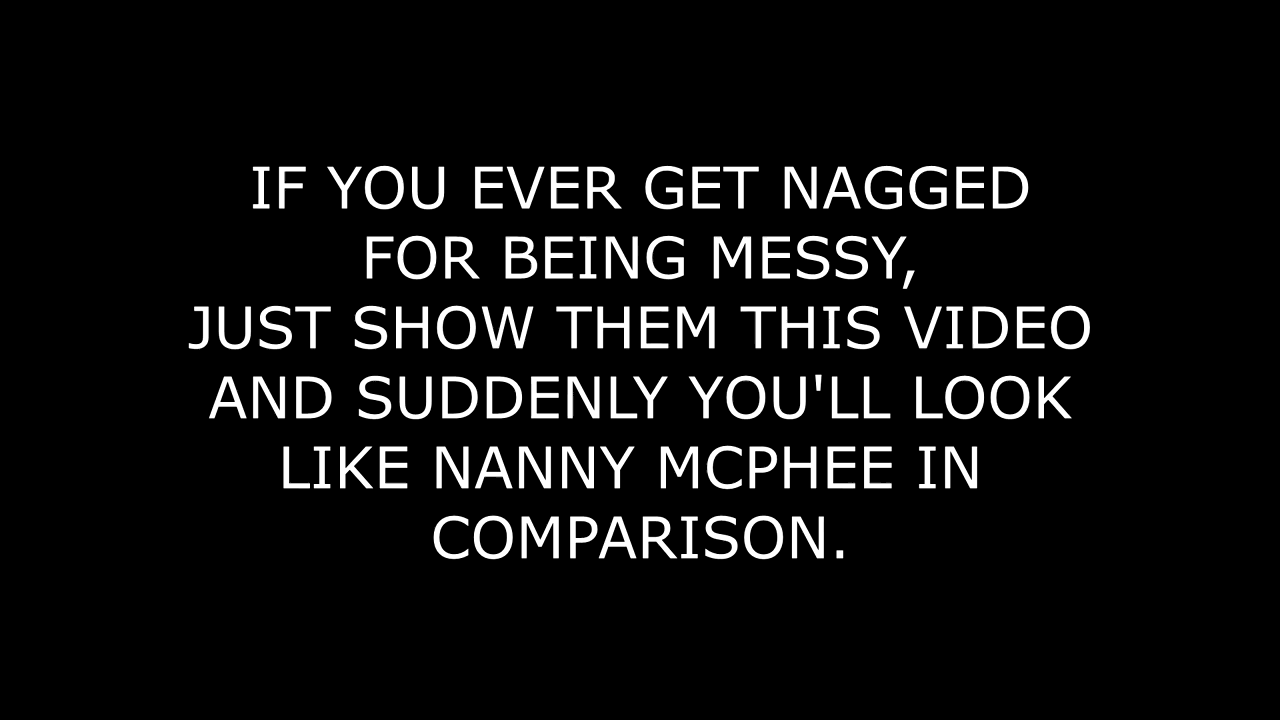 IF YOU EVER GET NAGGED
FOR BEING MESSY,
JUST SHOW THEM THIS VIDEO
AND SUDDENLY YOU'LL LOOK
LIKE NANNY MCPHEE IN
COMPARISON.